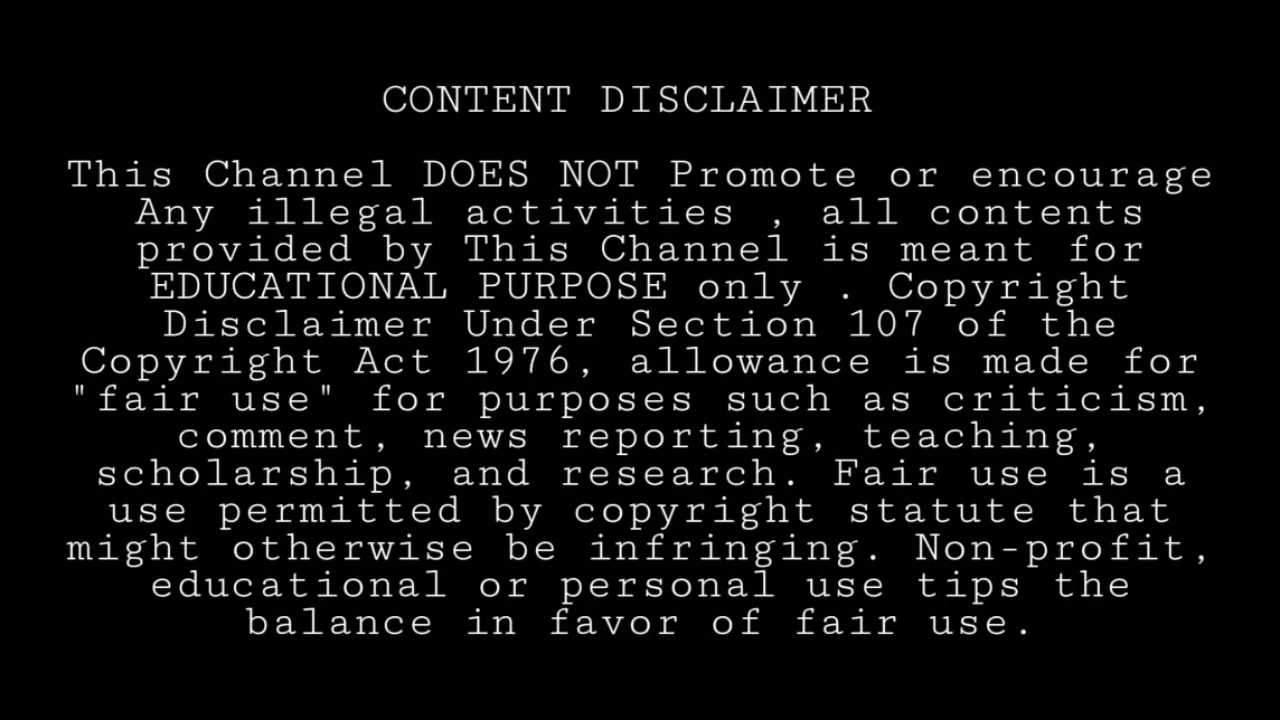 CONTENT DISCLAIMER
This Channel DOES NOT Promote or encourage
Any illegal activities , all contents
provided by This Channel is meant for
EDUCATIONAL PURPOSE only . Copyright
Disclaimer Under Section 107 of the
Copyright Act 1976, allowance is made for
"fair use" for purposes such as criticism,
comment, news reporting, teaching,
scholarship, and research. Fair use is a
use permitted by copyright statute that
might otherwise be infringing. Non-profit,
educational or personal use tips the
balance in favor of fair use.